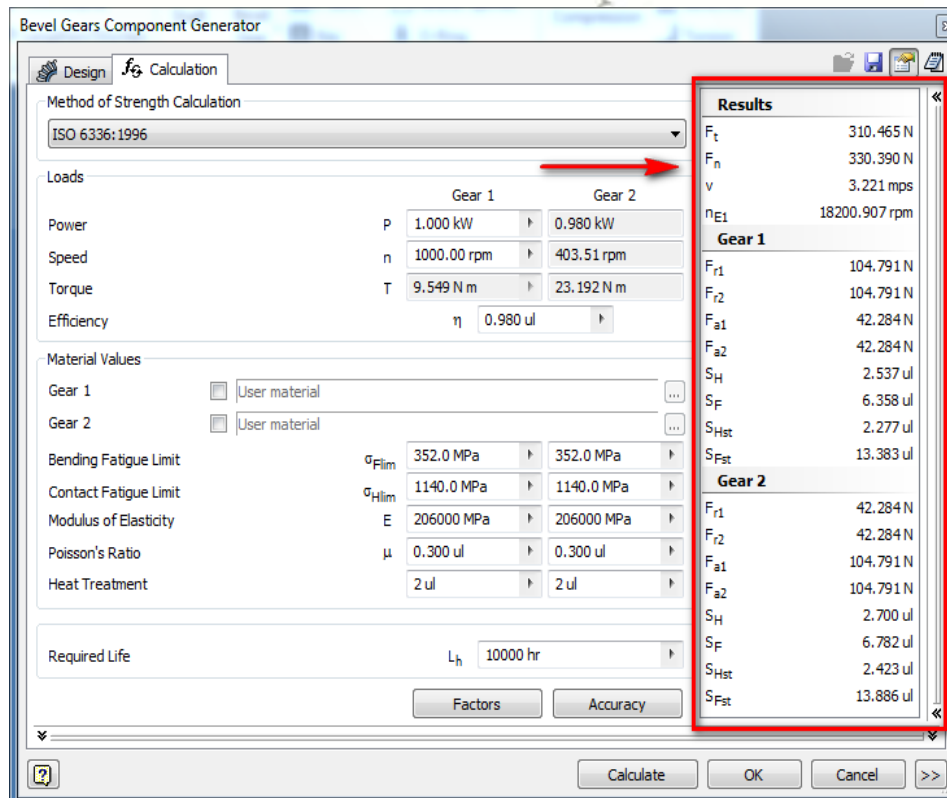 Bevel Gears Component Generator
Design
Calculation
Method of Strength Calculation
ISO 6336:1996
Loads
Gear 1 Gear 2
Power P 1.000 kW 0.980 kW
Speed n 1000.00 rpm 403.51 rpm
Torque T 9.549 N m 23.192 N m
Efficiency η 0.980 ul
Material Values
Gear 1 User material ...
Gear 2 User material ...
Bending Fatigue Limit σFlim 352.0 MPa 352.0 MPa
Contact Fatigue Limit σHlim 1140.0 MPa 1140.0 MPa
Modulus of Elasticity E 206000 MPa 206000 MPa
Poisson's Ratio μ 0.300 ul 0.300 ul
Heat Treatment 2 ul 2 ul
Required Life Lh 10000 hr
Factors Accuracy
Results
Ft 310.465 N
Fn 330.390 N
v 3.221 mps
nE1 18200.907 rpm
Gear 1
Fr1 104.791 N
Fr2 104.791 N
Fa1 42.284 N
Fa2 42.284 N
SH 2.537 ul
SF 6.358 ul
SHst 2.277 ul
SFst 13.383 ul
Gear 2
Fr1 42.284 N
Fr2 42.284 N
Fa1 104.791 N
Fa2 104.791 N
SH 2.700 ul
SF 6.782 ul
SHst 2.423 ul
SFst 13.886 ul
Calculate OK Cancel >>